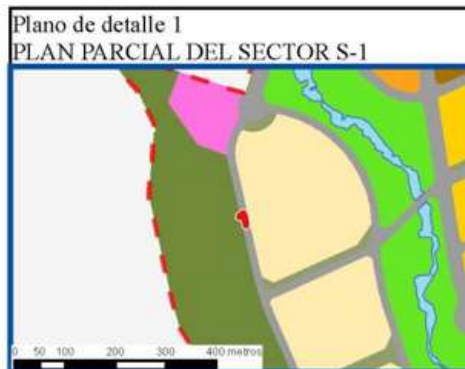 Plano de detalle 1
PLAN PARCIAL DEL SECTOR S-1
0 50 100 200 300 400 metros